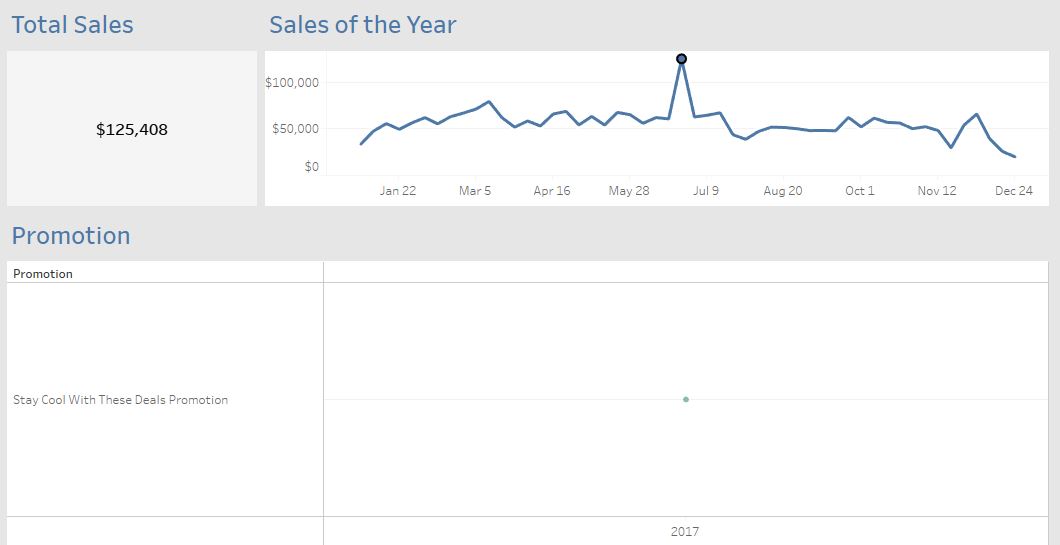 Total Sales
Sales of the Year
$125,408
$100,000
$50,000
$0
Jan 22 Mar 5 Apr 16 May 28 Jul 9 Aug 20 Oct 1 Nov 12 Dec 24
Promotion
Promotion
Stay Cool With These Deals Promotion
2017